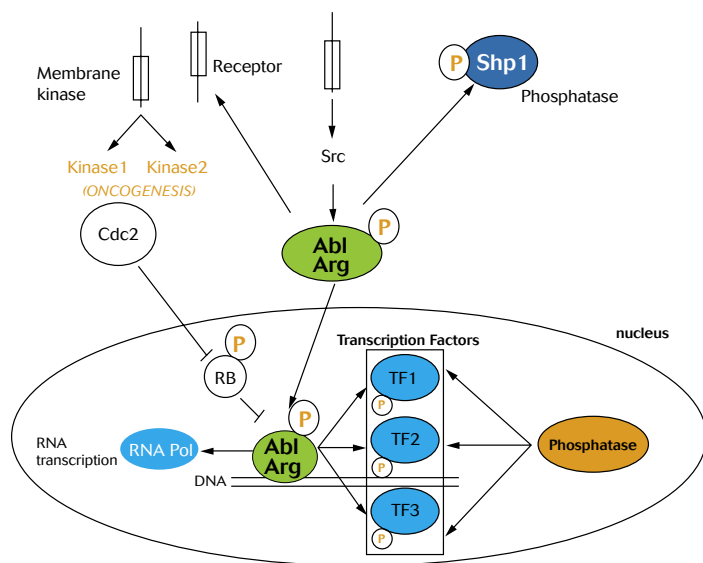 Membrane
kinase
Receptor
P
Shp1
Phosphatase
Kinase1
Kinase2
(ONCOGENESIS)
Src
Cdc2
P
Abl
Arg
nucleus
Transcription Factors
P
RB
TF1
P
P
TF2
P
RNA
transcription
RNA Pol
Abl
Arg
Phosphatase
DNA
TF3
P